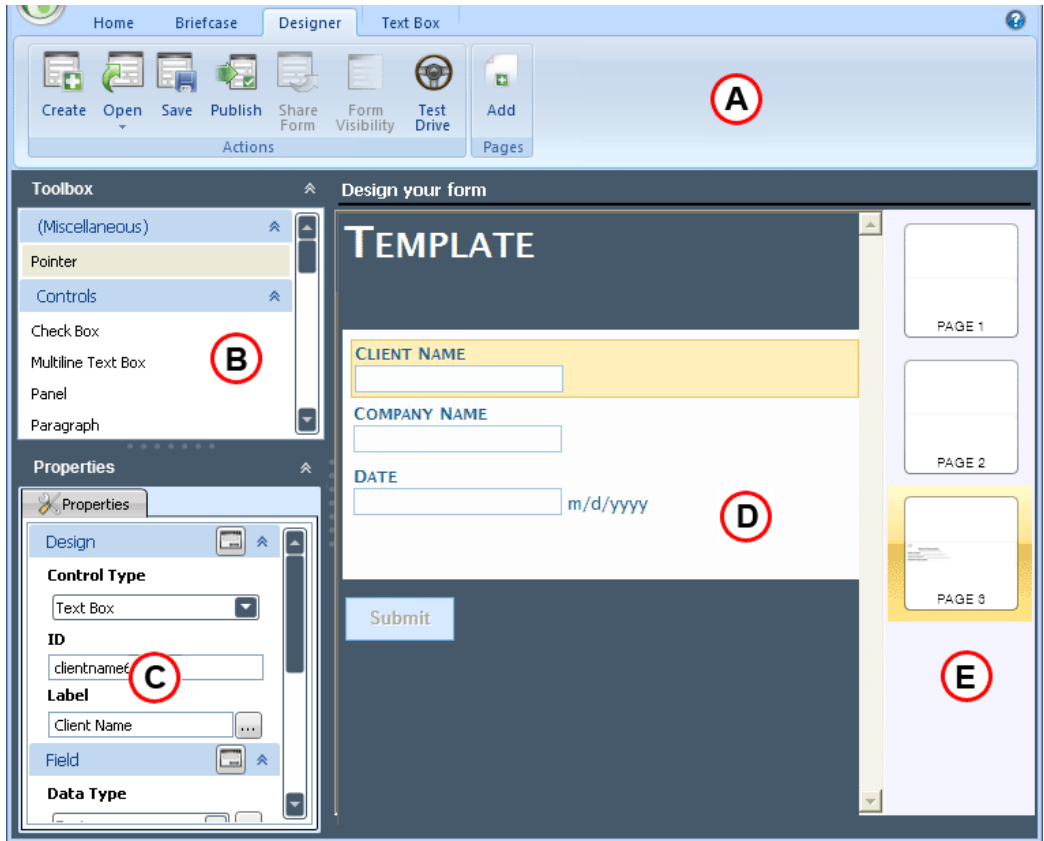 Home Briefcase Designer Text Box
Create Open Save Publish Share Form Form Visibility Test Drive Add
Actions Pages
A
Toolbox
(Miscellaneous)
Pointer
Controls
Check Box
Multiline Text Box
Panel
Paragraph
B
Properties
Properties
Design
Control Type
Text Box
ID
C
Label
Client Name
...
Field
Data Type
Design your form
TEMPLATE
CLIENT NAME
COMPANY NAME
DATE
m/d/yyyy
D
Submit
PAGE 1
PAGE 2
PAGE 3
E